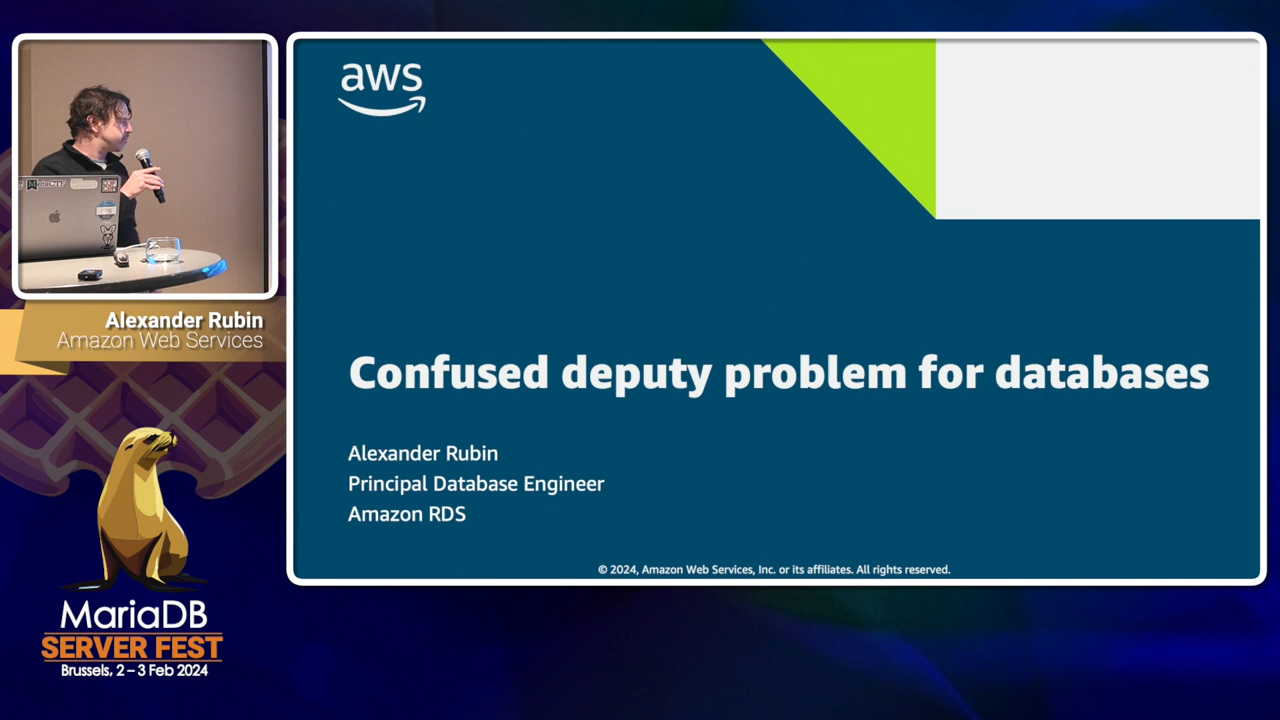 Alexander Rubin
Amazon Web Services
MariaDB
SERVER FEST
Brussels, 2 – 3 Feb 2024
aws
Confused deputy problem for databases
Alexander Rubin
Principal Database Engineer
Amazon RDS
© 2024, Amazon Web Services, Inc. or its affiliates. All rights reserved.